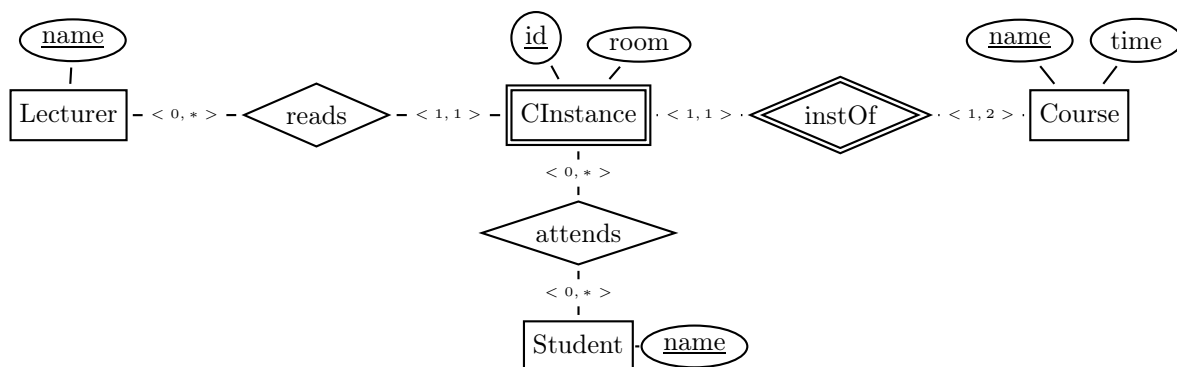 name
id
room
name
time
Lecturer
< 0, * >
reads
< 1, 1 >
CInstance
< 1, 1 >
instOf
< 1, 2 >
Course
< 0, * >
attends
< 0, * >
Student
name